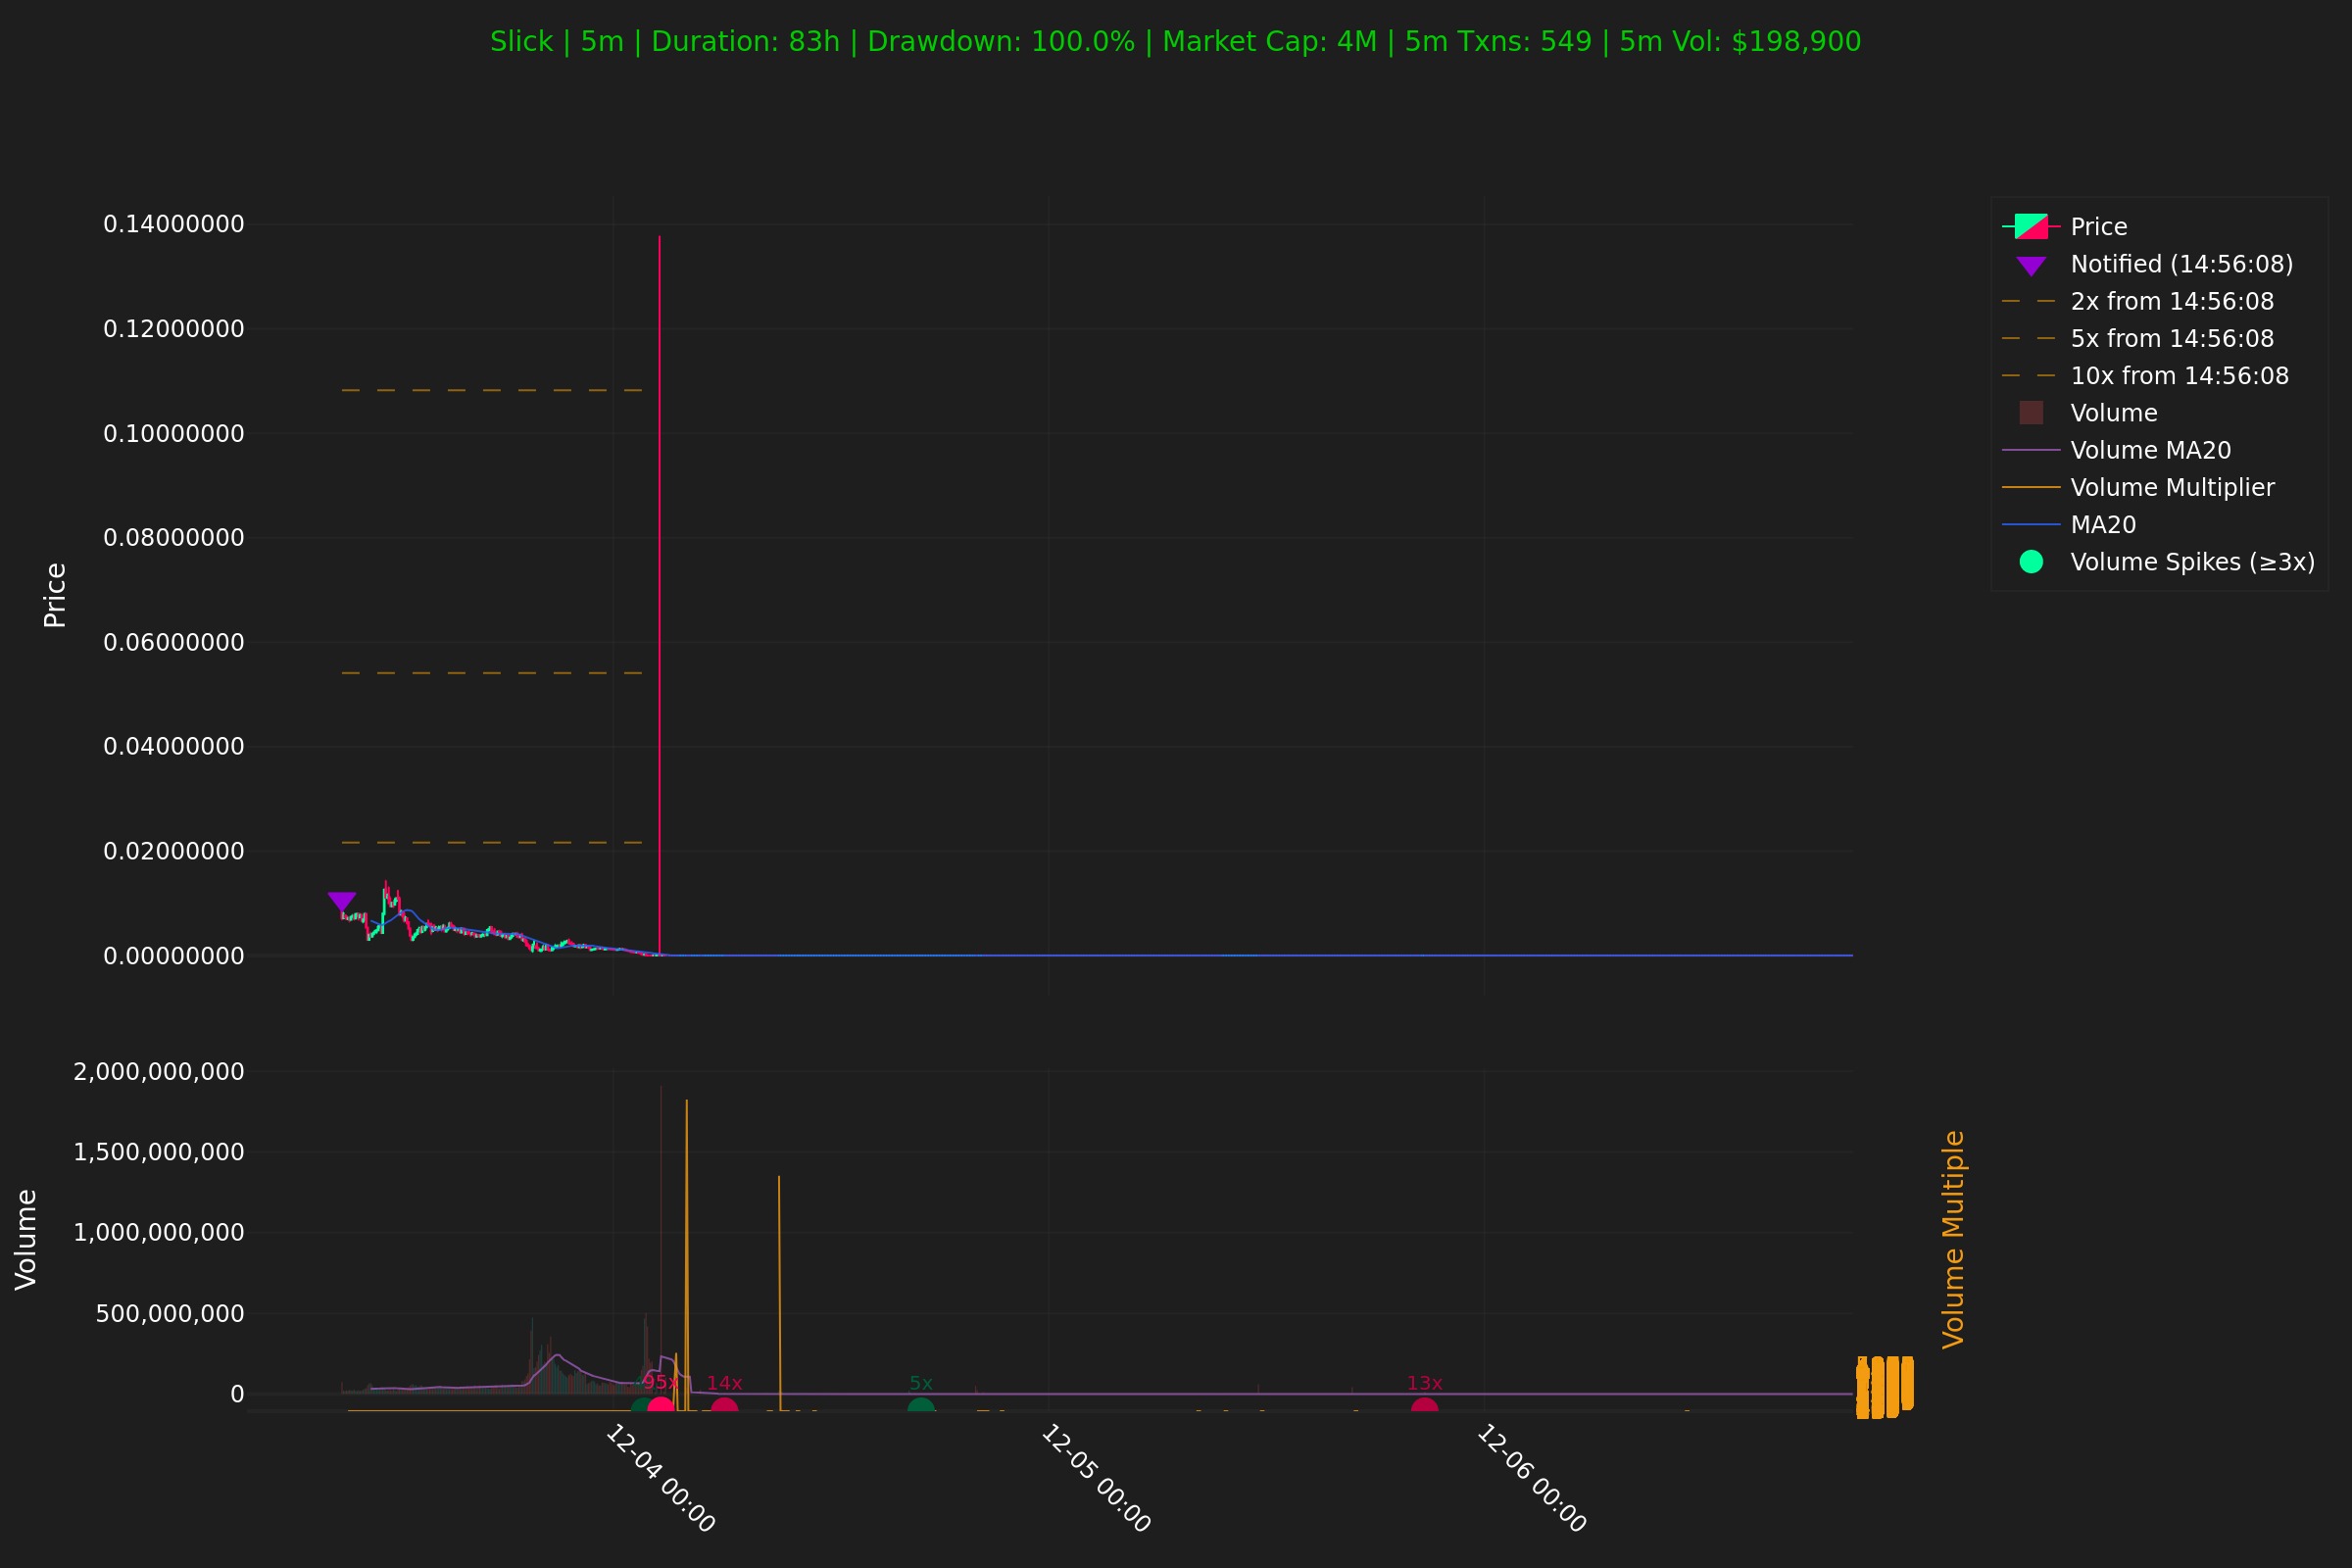 Slick | 5m | Duration: 83h | Drawdown: 100.0% | Market Cap: 4M | 5m Txns: 549 | 5m Vol: $198,900
0.14000000
0.12000000
0.10000000
0.08000000
0.06000000
0.04000000
0.02000000
0.00000000
Price
Price
Notified (14:56:08)
2x from 14:56:08
5x from 14:56:08
10x from 14:56:08
Volume
Volume MA20
Volume Multiplier
MA20
Volume Spikes (≥3x)
2,000,000,000
1,500,000,000
1,000,000,000
500,000,000
0
Volume
95x
14x
5x
13x
Volume Multiple
12-04 00:00
12-05 00:00
12-06 00:00